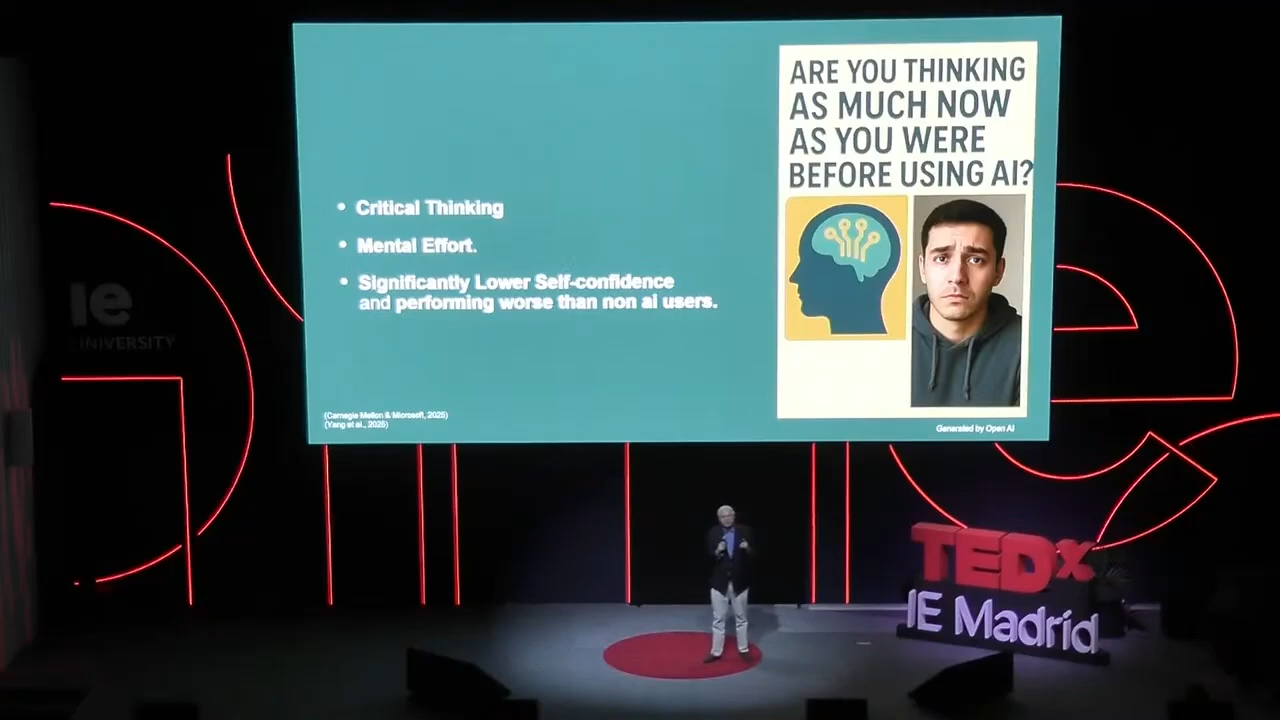 ARE YOU THINKING
AS MUCH NOW
AS YOU WERE
BEFORE USING AI?
• Critical Thinking
• Mental Effort.
• Significantly Lower Self-confidence
and performing worse than non ai users.
(Carnegie Mellon & Microsoft, 2025)
(Yang et al., 2025)
Generated by Open AI
ie
UNIVERSITY
TEDx
IE Madrid